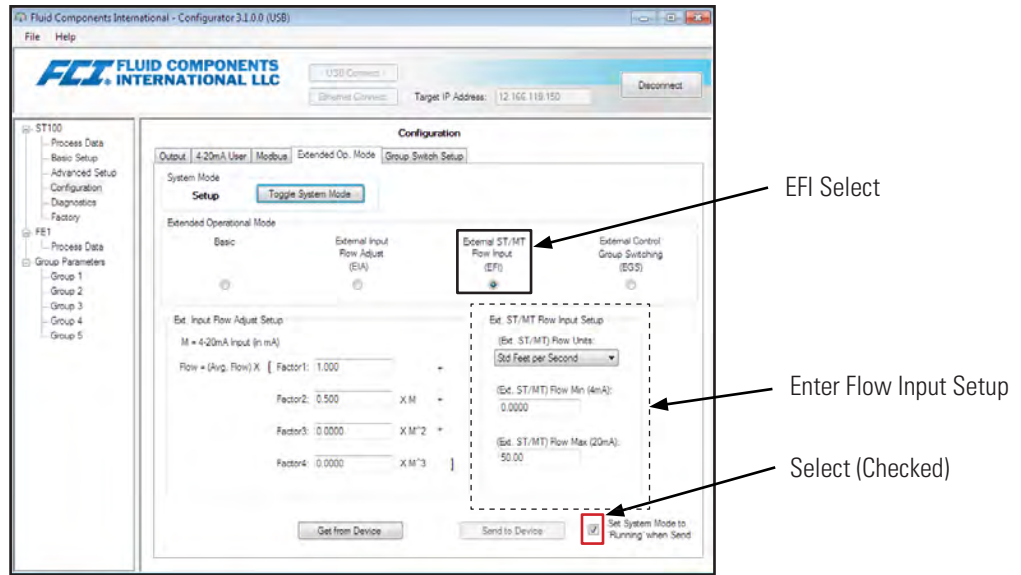 Fluid Components International - Configurator 3.1.0.0 (USB)
File Help
FCI. FLUID COMPONENTS
INTERNATIONAL LLC
USB Connect
Ethernet Connect
Target IP Address: 12.166.119.150
Disconnect
ST100
Process Data
Basic Setup
Advanced Setup
Configuration
Diagnostics
Factory
FE1
Process Data
Group Parameters
Group 1
Group 2
Group 3
Group 4
Group 5
Configuration
Output 4-20mA User Modbus Extended Op. Mode Group Switch Setup
System Mode
Setup Toggle System Mode
Extended Operational Mode
Basic
External Input
Flow Adjust
(EIA)
External ST/MT
Flow Input
(EFI)
External Control
Group Switching
(EGS)
Ext. Input Flow Adjust Setup
M = 4-20mA Input (in mA)
Flow = (Avg. Flow) X [ Factor1: 1.000 +
Factor2: 0.500 X M +
Factor3: 0.0000 X M^2 +
Factor4: 0.0000 X M^3 ]
Ext. ST/MT Flow Input Setup
(Ext. ST/MT) Flow Units:
Std Feet per Second
(Ext. ST/MT) Flow Min (4mA):
0.0000
(Ext. ST/MT) Flow Max (20mA):
50.00
Get from Device
Send to Device
Set System Mode to
'Running' when Send
EFI Select
Enter Flow Input Setup
Select (Checked)